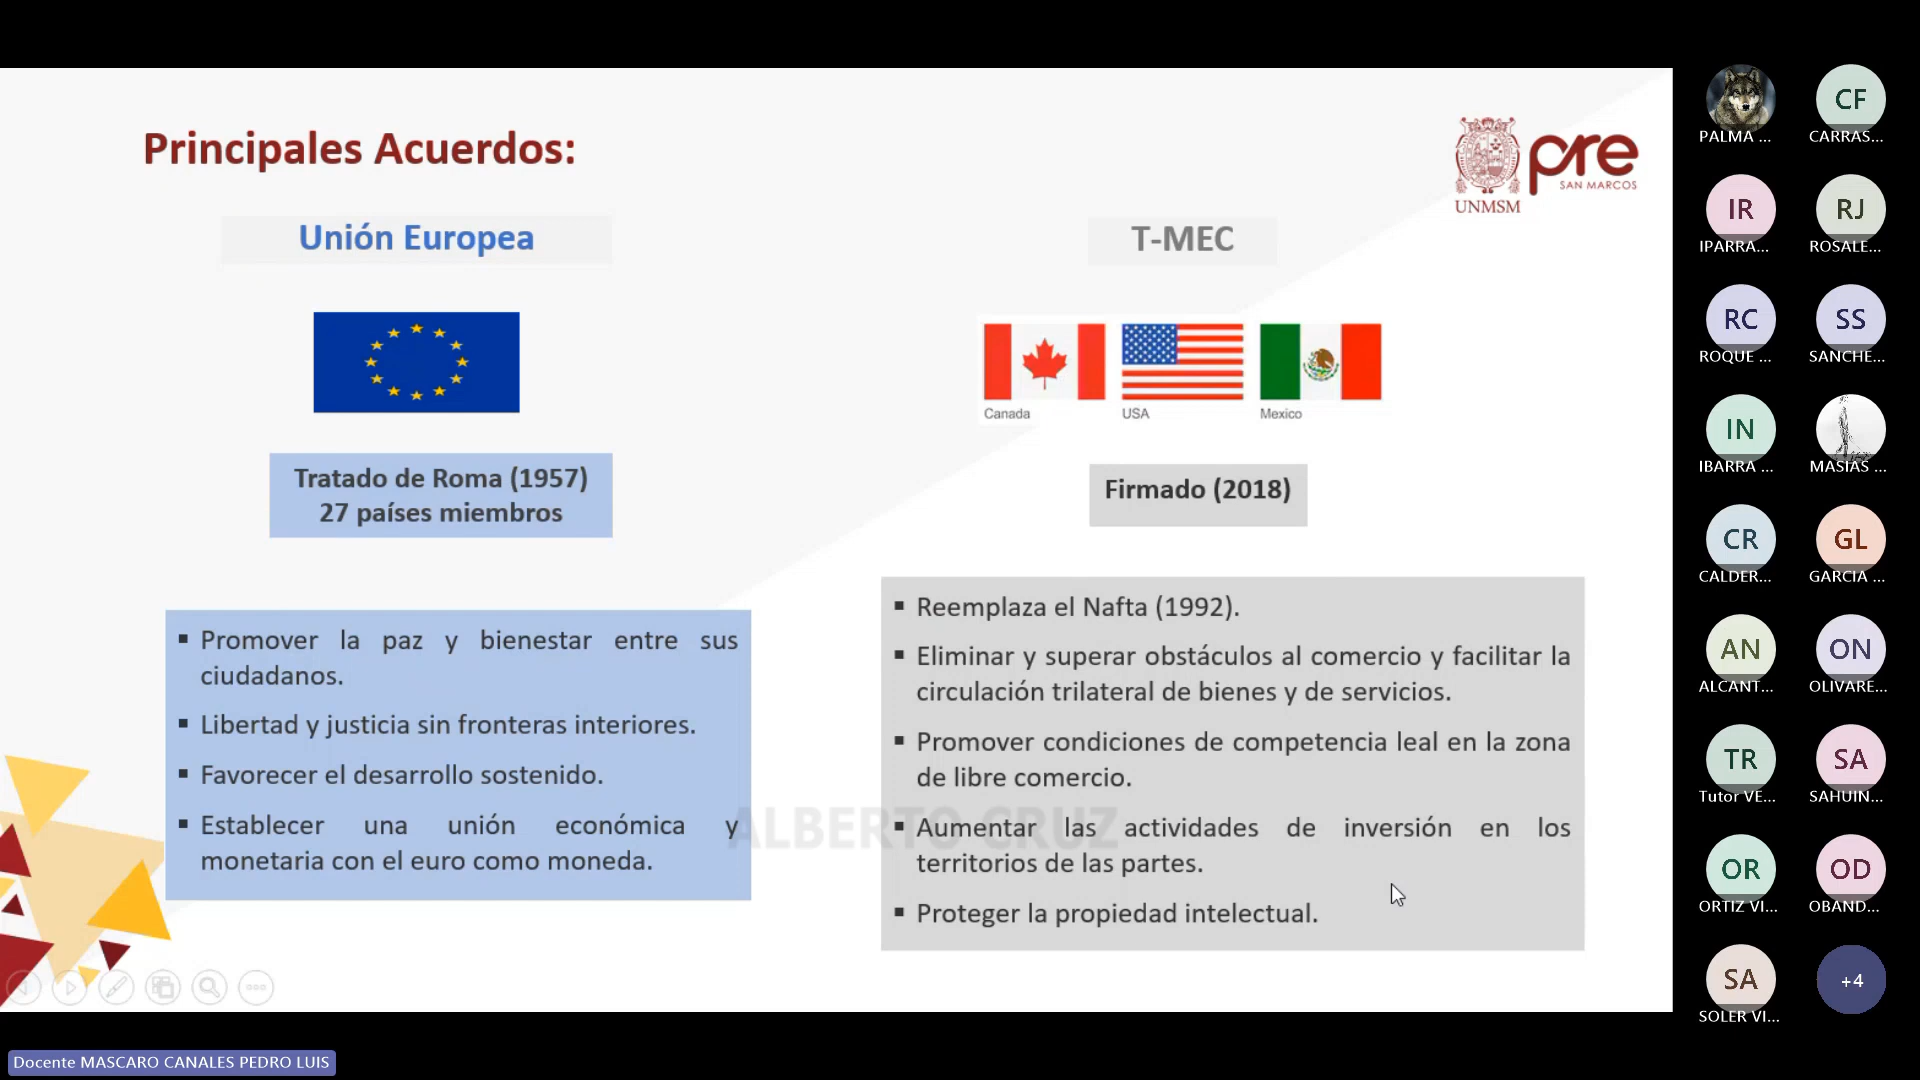 Principales Acuerdos:
UNMSM
pre
SAN MARCOS
Unión Europea
Tratado de Roma (1957)
27 países miembros
▪ Promover la paz y bienestar entre sus
ciudadanos.
▪ Libertad y justicia sin fronteras interiores.
▪ Favorecer el desarrollo sostenido.
▪ Establecer una unión económica y
monetaria con el euro como moneda.
T-MEC
Canada
USA
Mexico
Firmado (2018)
▪ Reemplaza el Nafta (1992).
▪ Eliminar y superar obstáculos al comercio y facilitar la
circulación trilateral de bienes y de servicios.
▪ Promover condiciones de competencia leal en la zona
de libre comercio.
▪ Aumentar las actividades de inversión en los
territorios de las partes.
▪ Proteger la propiedad intelectual.
ALBERTO CRUZ
PALMA ...
CF
CARRAS...
IR
IPARRA...
RJ
ROSALE...
RC
ROQUE ...
SS
SANCHE...
IN
IBARRA ...
MASIAS ...
CR
CALDER...
GL
GARCIA ...
AN
ALCANT...
ON
OLIVARE...
TR
Tutor VE...
SA
SAHUIN...
OR
ORTIZ VI...
OD
OBAND...
SA
SOLER VI...
+4
Docente MASCARO CANALES PEDRO LUIS